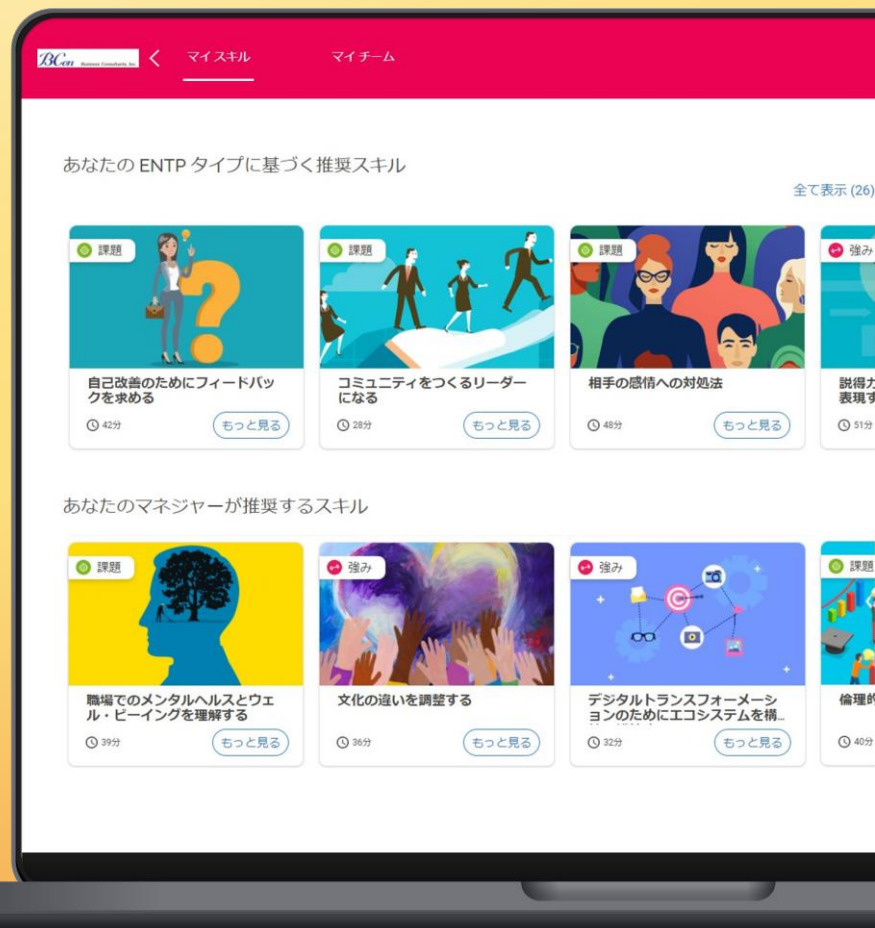 BCon Business Consultants, Inc.
マイスキル
マイチーム
あなたの ENTP タイプに基づく推奨スキル
全て表示 (26)
課題
課題
課題
強み
自己改善のためにフィードバッ
クを求める
コミュニティをつくるリーダー
になる
相手の感情への対処法
説得力
表現す
42分
もっと見る
28分
もっと見る
48分
もっと見る
51分
あなたのマネジャーが推奨するスキル
課題
強み
強み
課題
職場でのメンタルヘルスとウェ
ル・ビーイングを理解する
文化の違いを調整する
デジタルトランスフォーメーシ
ョンのためにエコシステムを構...
倫理的
39分
もっと見る
36分
もっと見る
32分
もっと見る
40分